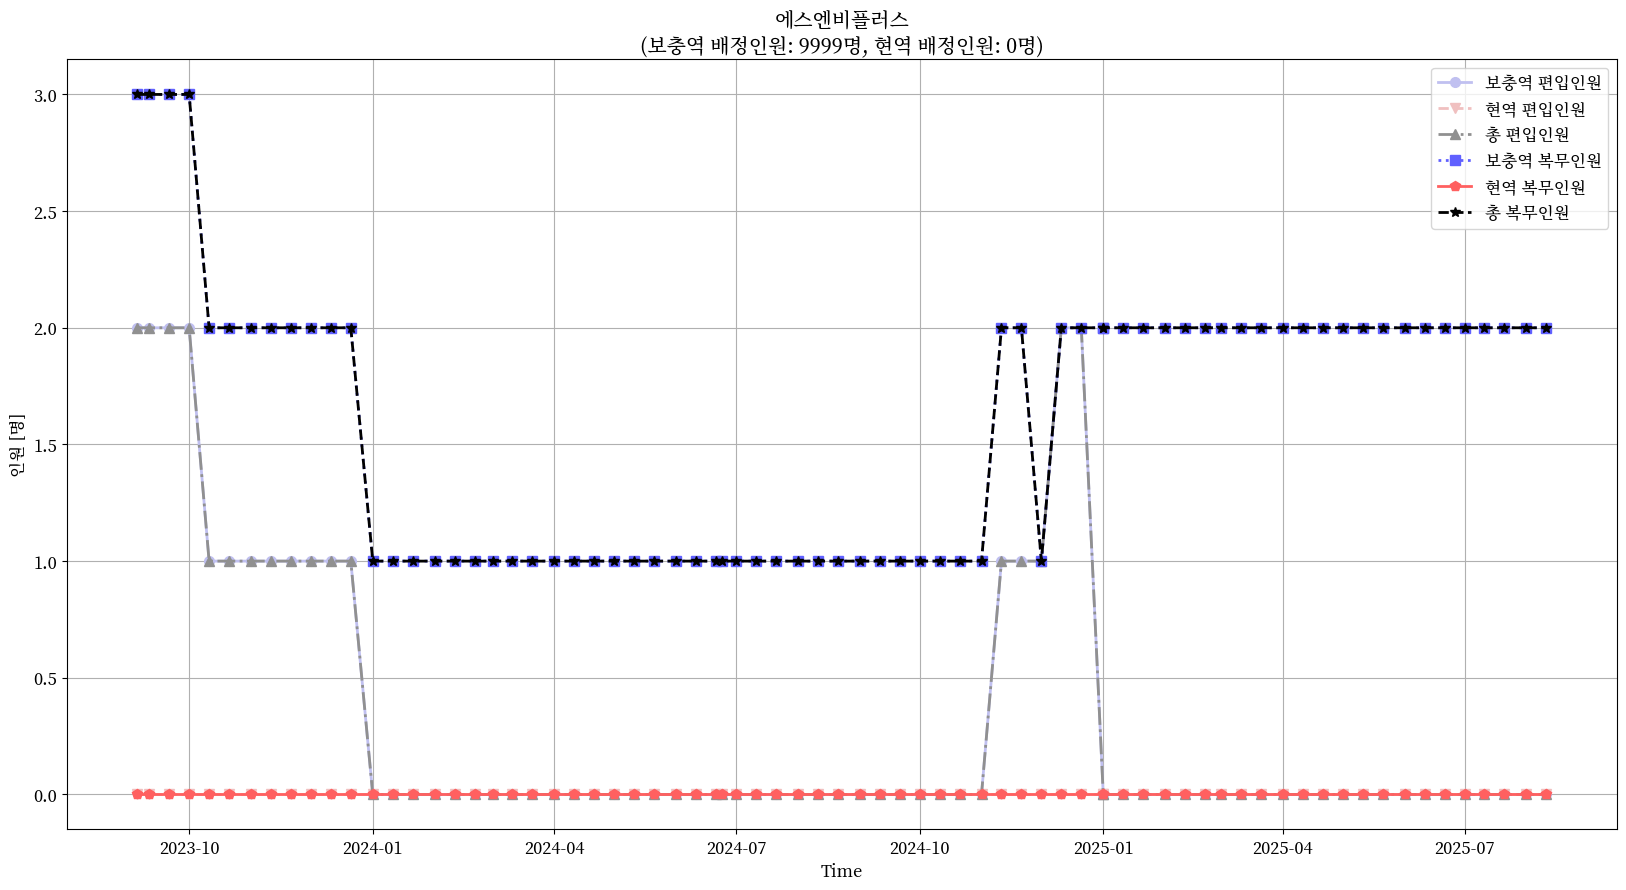 에스엔비플러스
(보충역 배정인원: 9999명, 현역 배정인원: 0명)
보충역 편입인원
현역 편입인원
총 편입인원
보충역 복무인원
현역 복무인원
총 복무인원
인원 [명]
3.0
2.5
2.0
1.5
1.0
0.5
0.0
2023-10
2024-01
2024-04
2024-07
2024-10
2025-01
2025-04
2025-07
Time